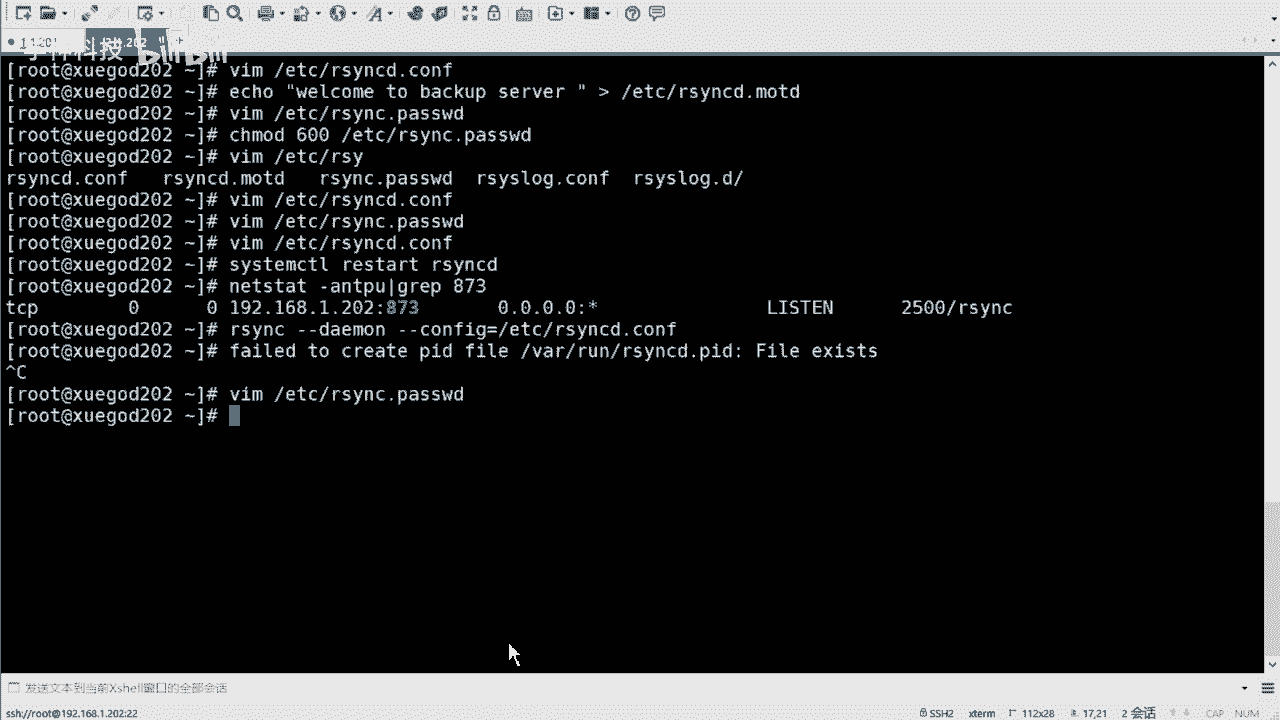 [root@xuegod202 ~]# vim /etc/rsyncd.conf
[root@xuegod202 ~]# echo "welcome to backup server " > /etc/rsyncd.motd
[root@xuegod202 ~]# vim /etc/rsync.passwd
[root@xuegod202 ~]# chmod 600 /etc/rsync.passwd
[root@xuegod202 ~]# vim /etc/rsy
rsyncd.conf   rsyncd.motd   rsync.passwd  rsyslog.conf  rsyslog.d/
[root@xuegod202 ~]# vim /etc/rsyncd.conf
[root@xuegod202 ~]# vim /etc/rsync.passwd
[root@xuegod202 ~]# vim /etc/rsyncd.conf
[root@xuegod202 ~]# systemctl restart rsyncd
[root@xuegod202 ~]# netstat -antpu|grep 873
tcp        0      0 192.168.1.202:873       0.0.0.0:*               LISTEN      2500/rsync
[root@xuegod202 ~]# rsync --daemon --config=/etc/rsyncd.conf
[root@xuegod202 ~]# failed to create pid file /var/run/rsyncd.pid: File exists
^C
[root@xuegod202 ~]# vim /etc/rsync.passwd
[root@xuegod202 ~]#
发送文本到当前Xshell窗口的全部会话
ssh://root@192.168.1.202:22 SSH2 xterm 112x28 17,21 2 会话 CAP NUM